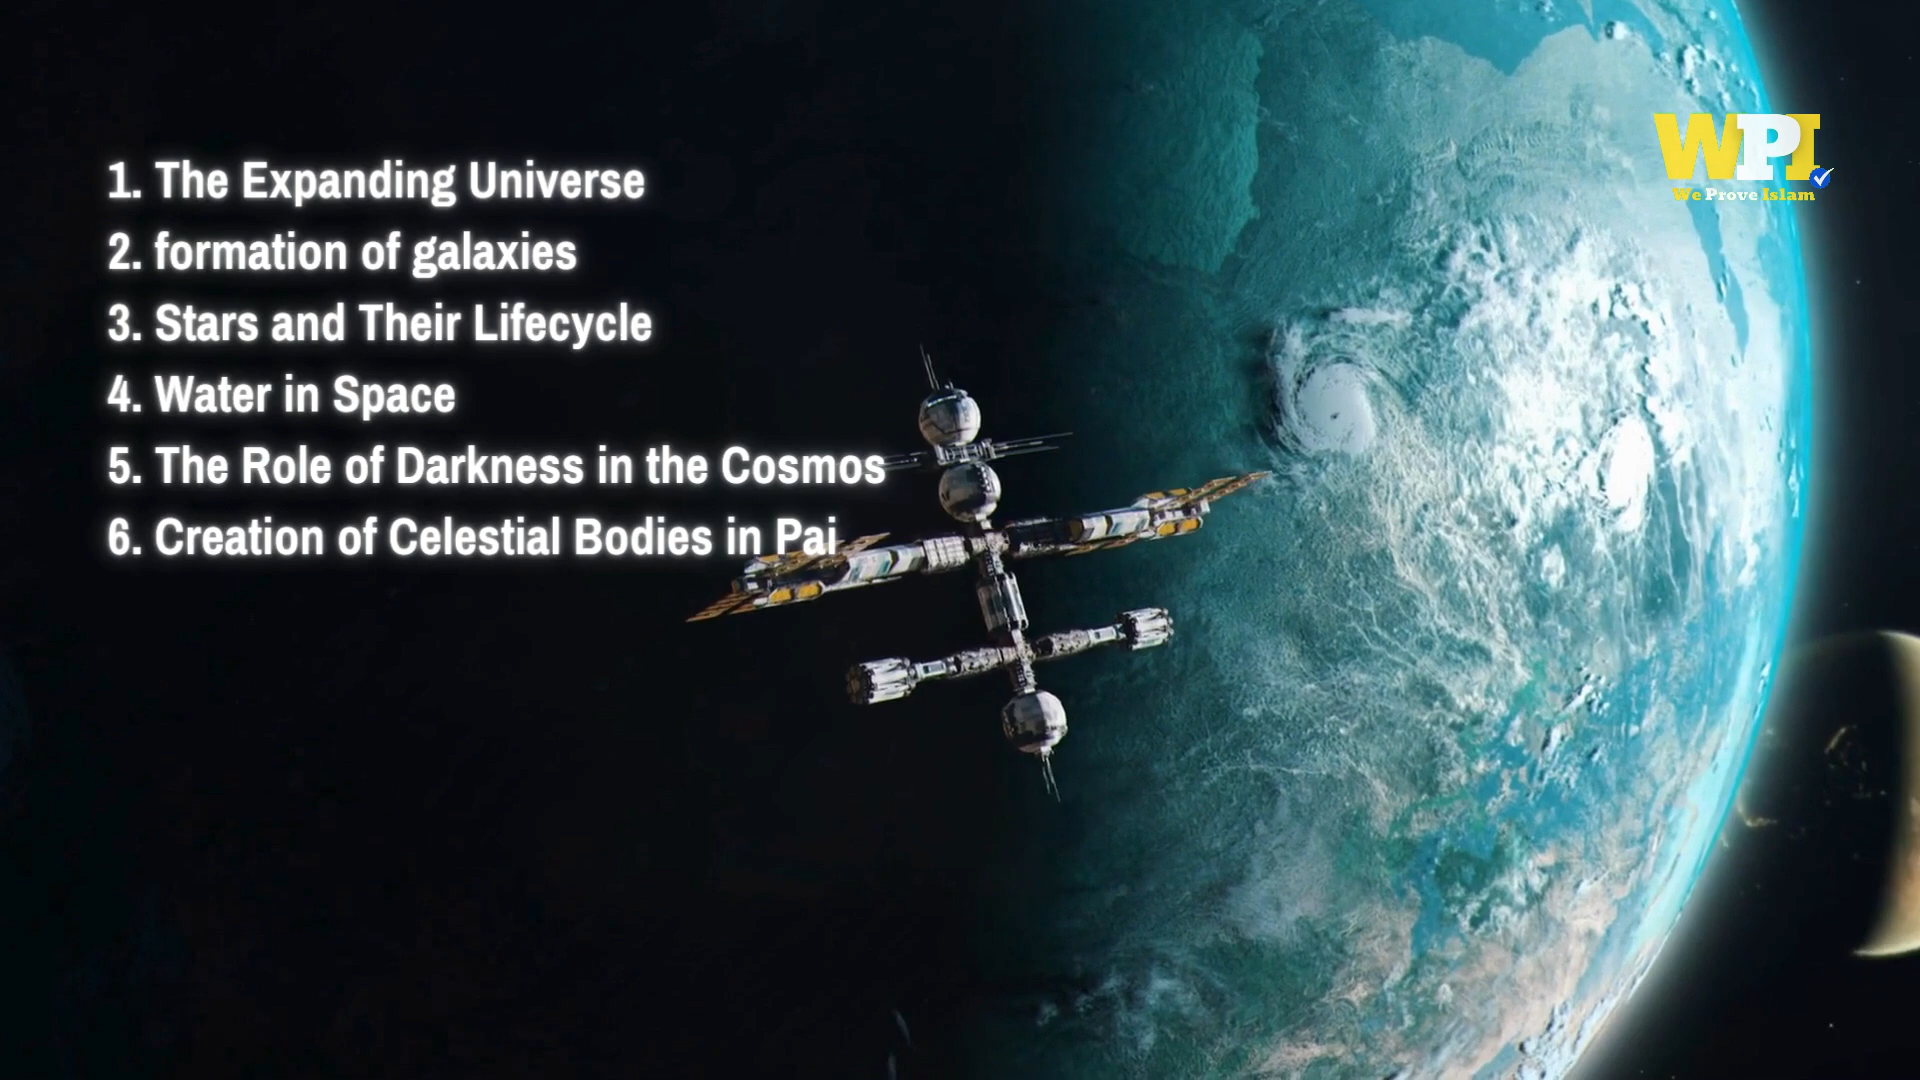 1. The Expanding Universe
2. formation of galaxies
3. Stars and Their Lifecycle
4. Water in Space
5. The Role of Darkness in the Cosmos
6. Creation of Celestial Bodies in Pai
WPI
We Prove Islam